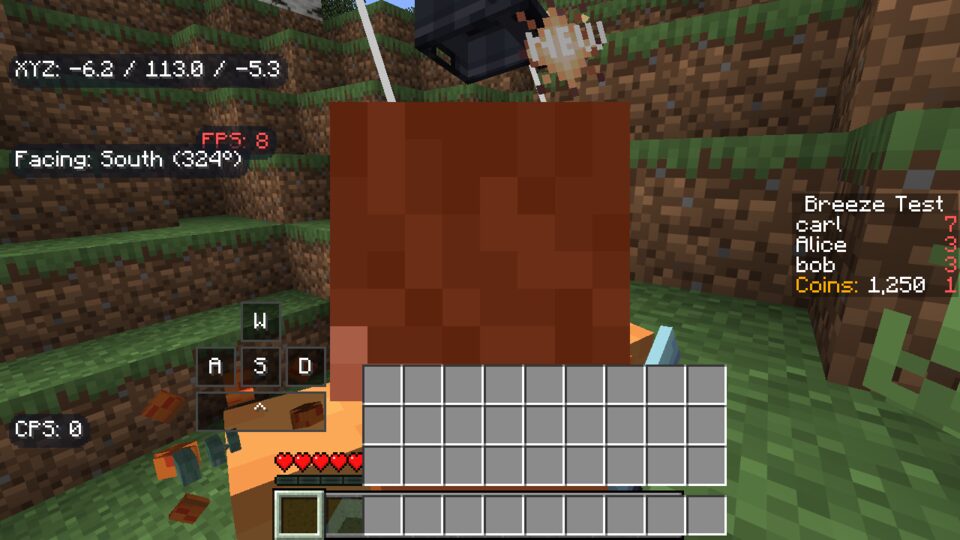 NEW
XYZ: -6.2 / 113.0 / -5.3
FPS: 8
Facing: South (324°)
Breeze Test
carl 7
Alice 3
bob 3
Coins: 1,250 1
W
A S D
^
CPS: 0